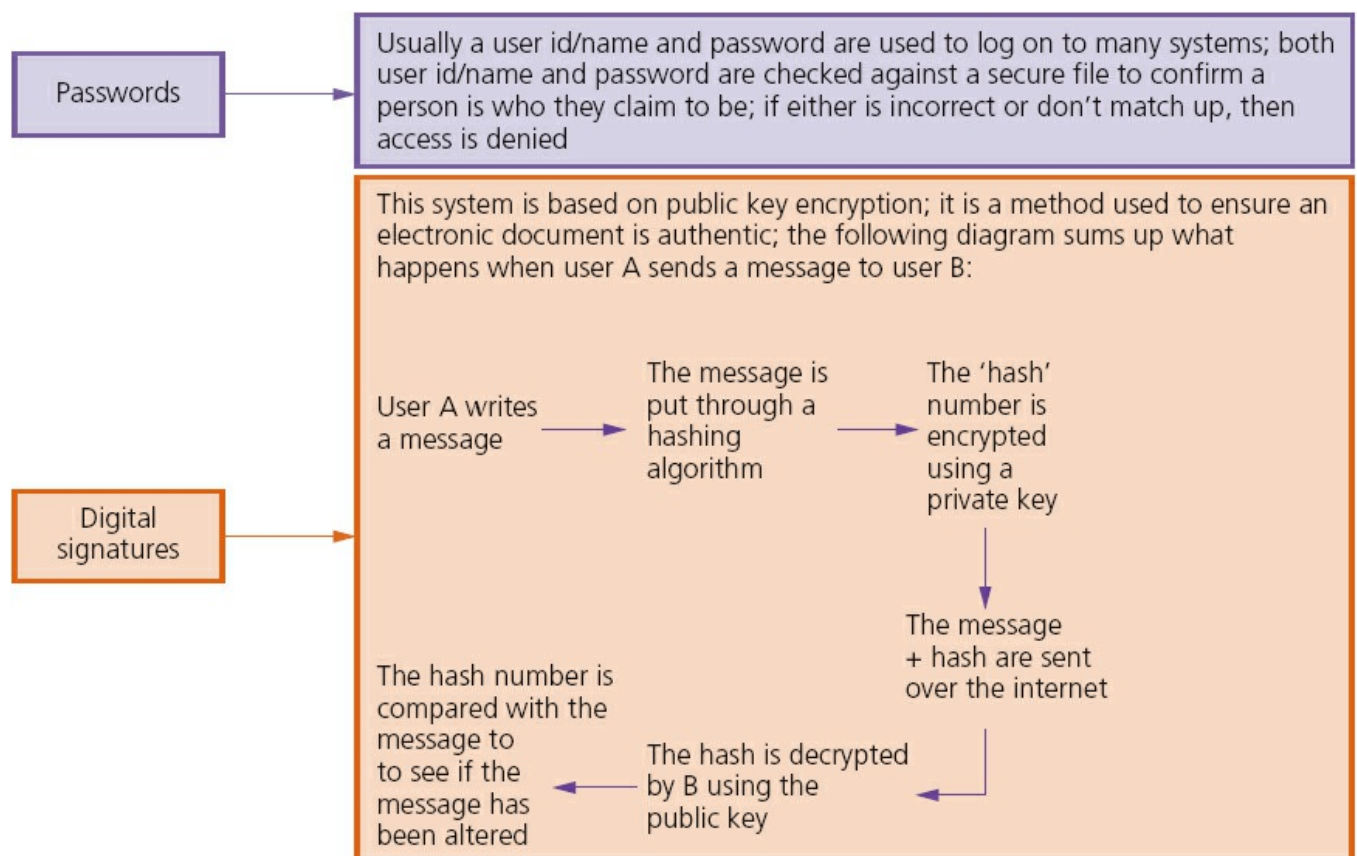 Passwords
Usually a user id/name and password are used to log on to many systems; both
user id/name and password are checked against a secure file to confirm a
person is who they claim to be; if either is incorrect or don’t match up, then
access is denied
Digital
signatures
This system is based on public key encryption; it is a method used to ensure an
electronic document is authentic; the following diagram sums up what
happens when user A sends a message to user B:
User A writes
a message
The message is
put through a
hashing
algorithm
The ‘hash’
number is
encrypted
using a
private key
The message
+ hash are sent
over the internet
The hash is decrypted
by B using the
public key
The hash number is
compared with the
message to
to see if the
message has
been altered